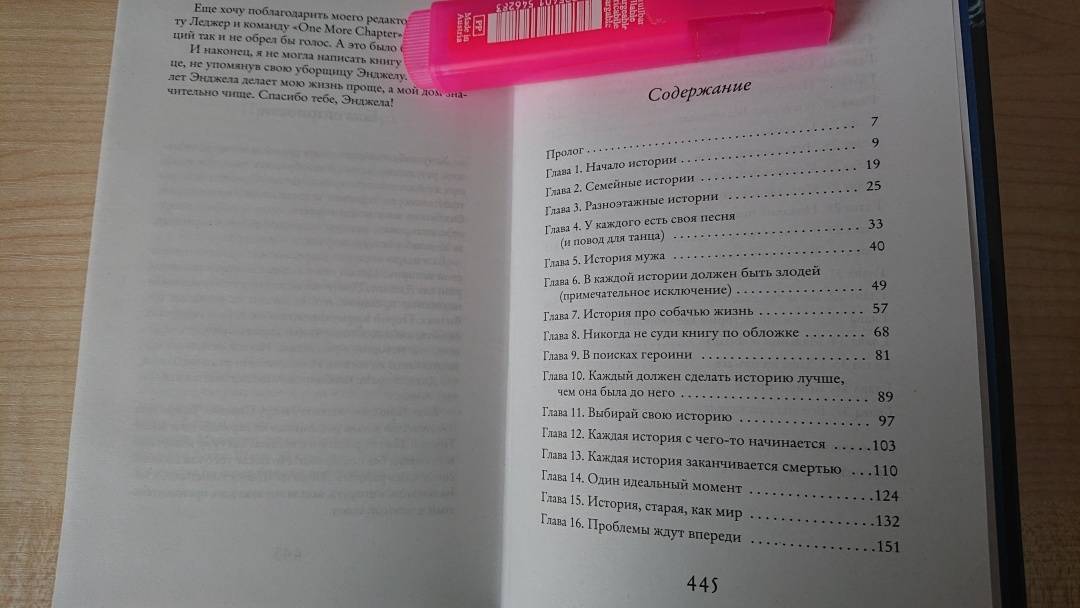 Еще хочу поблагодарить моего редакто
ту Леджер и команду «One More Chapter»
ций так и не обрел бы голос. А это было
И наконец, я не могла написать книгу
це, не упомянув свою уборщицу Энджелу.
лет Энджела делает мою жизнь проще, а мой дом зна-
чительно чище. Спасибо тебе, Энджела!
PP
Made in
Austria
Содержание
Пролог . . . . . . . . . . . . . . . . . . . . . . . . . . . . . . . . . 7
Глава 1. Начало истории . . . . . . . . . . . . . . . . . . . . . 9
Глава 2. Семейные истории . . . . . . . . . . . . . . . . . . . 19
Глава 3. Разноэтажные истории . . . . . . . . . . . . . . . . 25
Глава 4. У каждого есть своя песня
(и повод для танца) . . . . . . . . . . . . . . . . . . . . . . . 33
Глава 5. История мужа . . . . . . . . . . . . . . . . . . . . . . 40
Глава 6. В каждой истории должен быть злодей
(примечательное исключение) . . . . . . . . . . . . . . . . 49
Глава 7. История про собачью жизнь . . . . . . . . . . . . . 57
Глава 8. Никогда не суди книгу по обложке . . . . . . . . . 68
Глава 9. В поисках героини . . . . . . . . . . . . . . . . . . . 81
Глава 10. Каждый должен сделать историю лучше,
чем она была до него . . . . . . . . . . . . . . . . . . . . . . 89
Глава 11. Выбирай свою историю . . . . . . . . . . . . . . . 97
Глава 12. Каждая история с чего-то начинается . . . . .103
Глава 13. Каждая история заканчивается смертью . . .110
Глава 14. Один идеальный момент . . . . . . . . . . . . . .124
Глава 15. История, старая, как мир . . . . . . . . . . . . . .132
Глава 16. Проблемы ждут впереди . . . . . . . . . . . . . .151
445